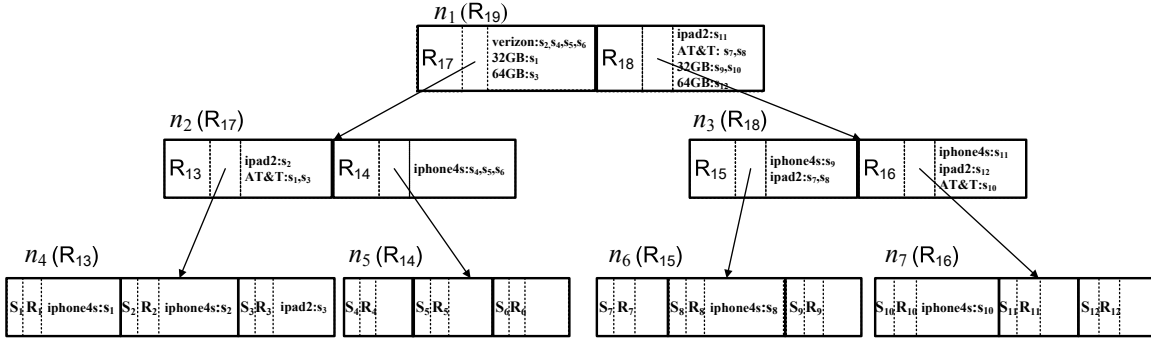 n₁ (R₁₉)
R₁₇
verizon:s₂,s₄,s₅,s₆
32GB:s₁
64GB:s₃
R₁₈
ipad2:s₁₁
AT&T: s₇,s₈
32GB:s₉,s₁₀
64GB:s₁₂
n₂ (R₁₇)
R₁₃
ipad2:s₂
AT&T:s₁,s₃
R₁₄
iphone4s:s₄,s₅,s₆
n₃ (R₁₈)
R₁₅
iphone4s:s₉
ipad2:s₇,s₈
R₁₆
iphone4s:s₁₁
ipad2:s₁₂
AT&T:s₁₀
n₄ (R₁₃)
S₁ R₁ iphone4s:s₁ S₂ R₂ iphone4s:s₂ S₃ R₃ ipad2:s₃
n₅ (R₁₄)
S₄ R₄ S₅ R₅ S₆ R₆
n₆ (R₁₅)
S₇ R₇ S₈ R₈ iphone4s:s₈ S₉ R₉
n₇ (R₁₆)
S₁₀ R₁₀ iphone4s:s₁₀ S₁₁ R₁₁ S₁₂ R₁₂